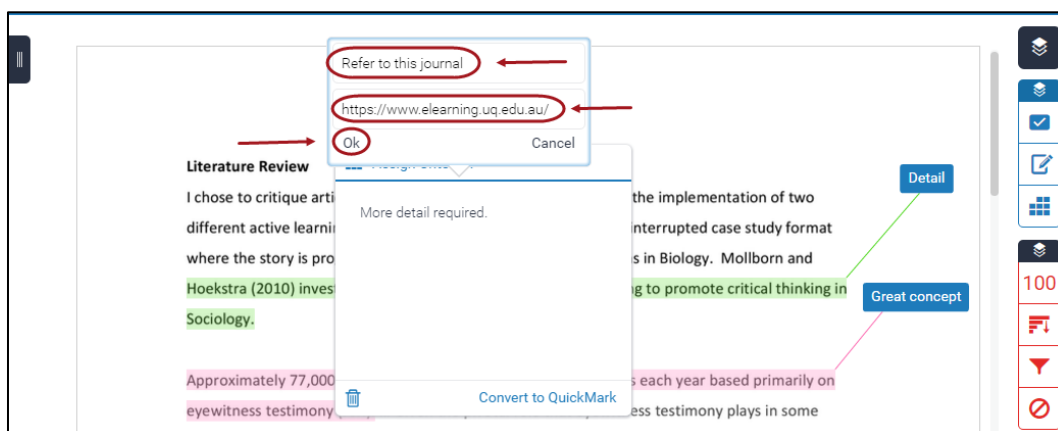 Refer to this journal
https://www.elearning.uq.edu.au/
Ok Cancel
Literature Review
I chose to critique arti the implementation of two
different active learni interrupted case study format
where the story is pro s in Biology. Mollborn and
Hoekstra (2010) inves g to promote critical thinking in
Sociology.
Approximately 77,000 s each year based primarily on
eyewitness testimony ess testimony plays in some
More detail required.
Convert to QuickMark
Detail
Great concept
100